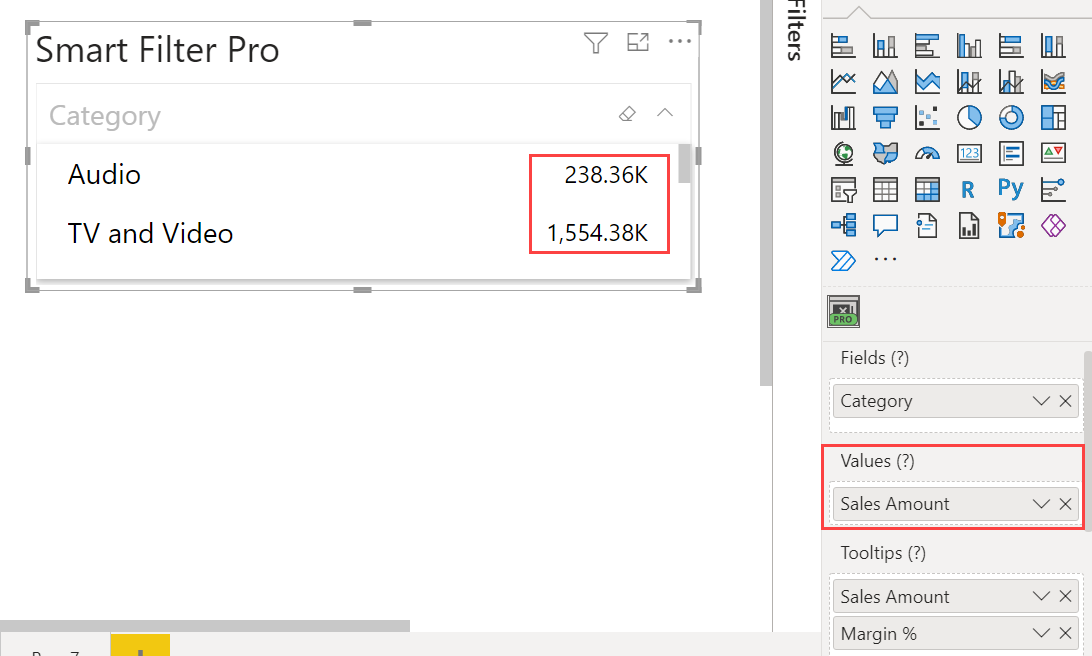 Smart Filter Pro
Category
Audio 238.36K
TV and Video 1,554.38K
Filters
123
R
Py
PRO
Fields (?)
Category
Values (?)
Sales Amount
Tooltips (?)
Sales Amount
Margin %